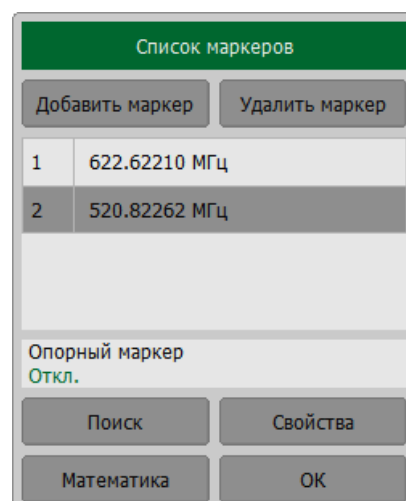 Список маркеров
Добавить маркер Удалить маркер
1 622.62210 МГц
2 520.82262 МГц
Опорный маркер
Откл.
Поиск Свойства
Математика ОК